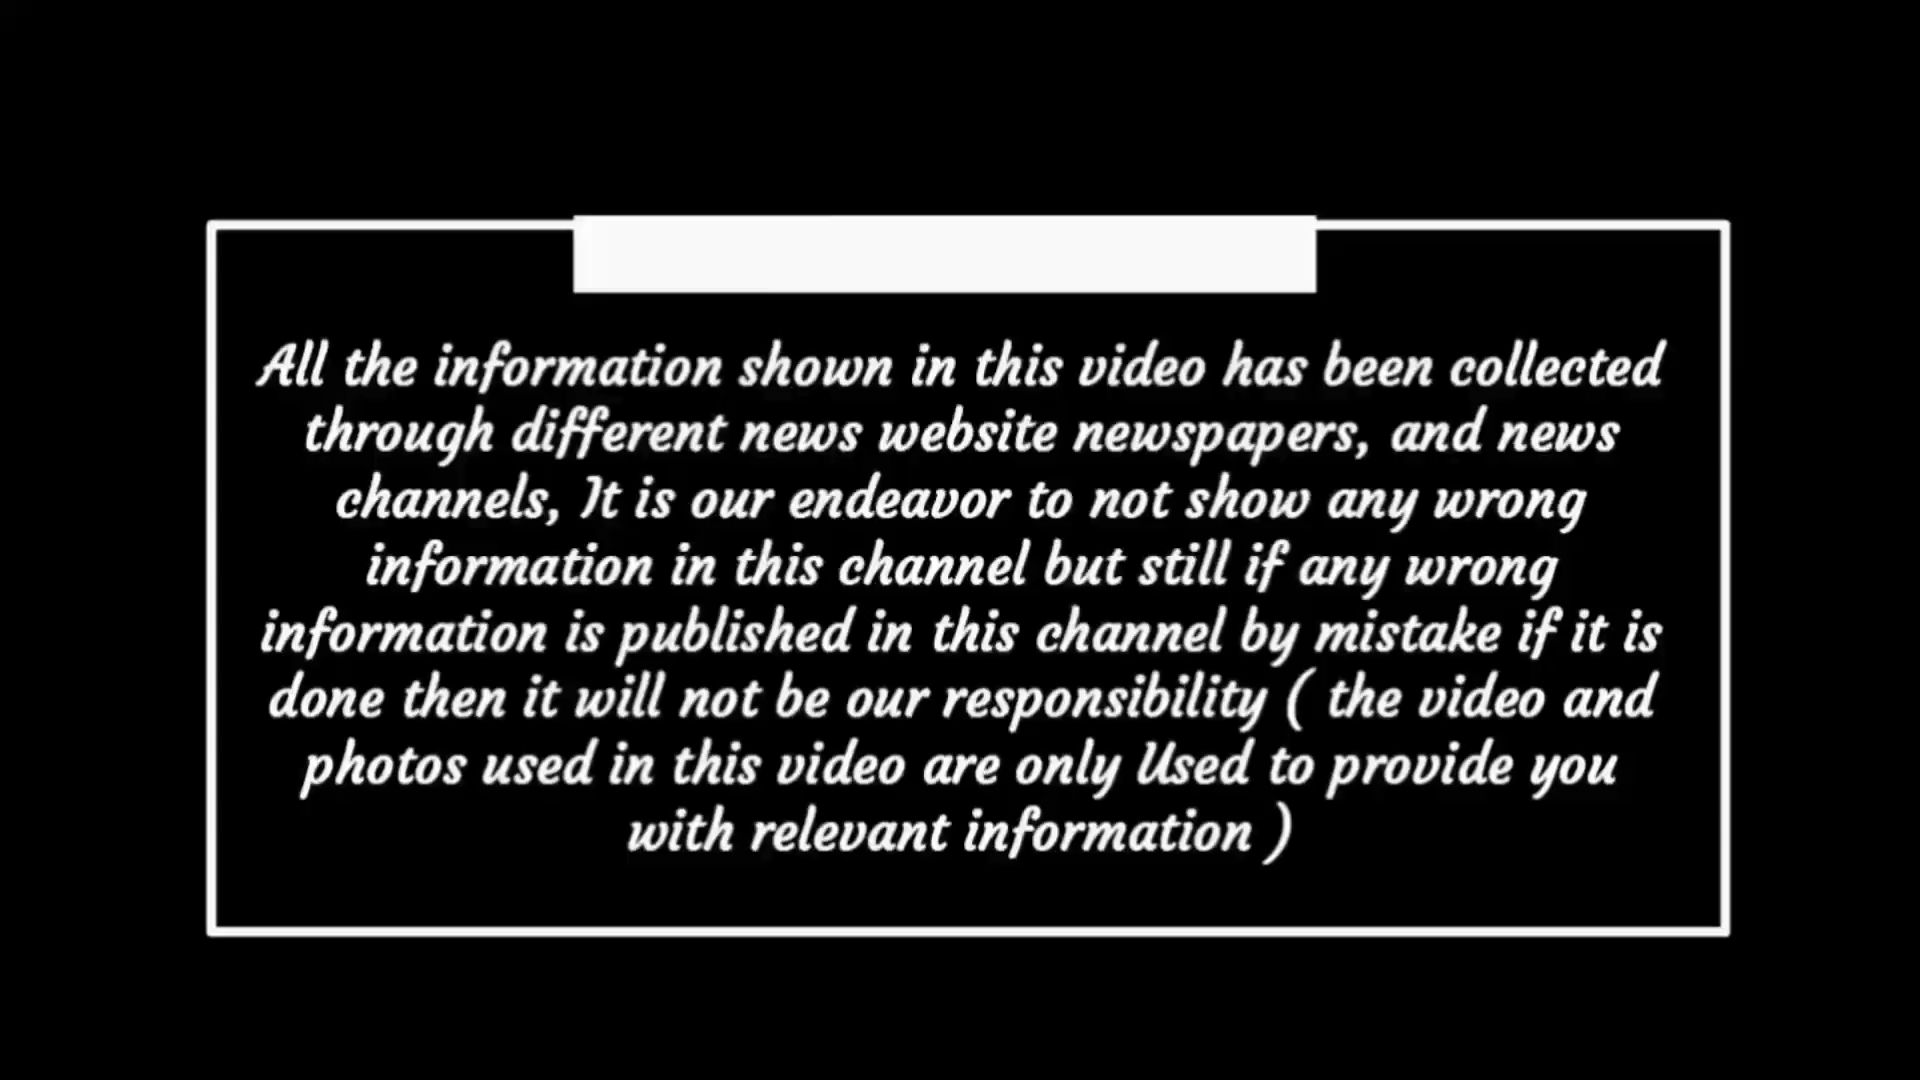 All the information shown in this video has been collected
through different news website newspapers, and news
channels, It is our endeavor to not show any wrong
information in this channel but still if any wrong
information is published in this channel by mistake if it is
done then it will not be our responsibility ( the video and
photos used in this video are only Used to provide you
with relevant information )